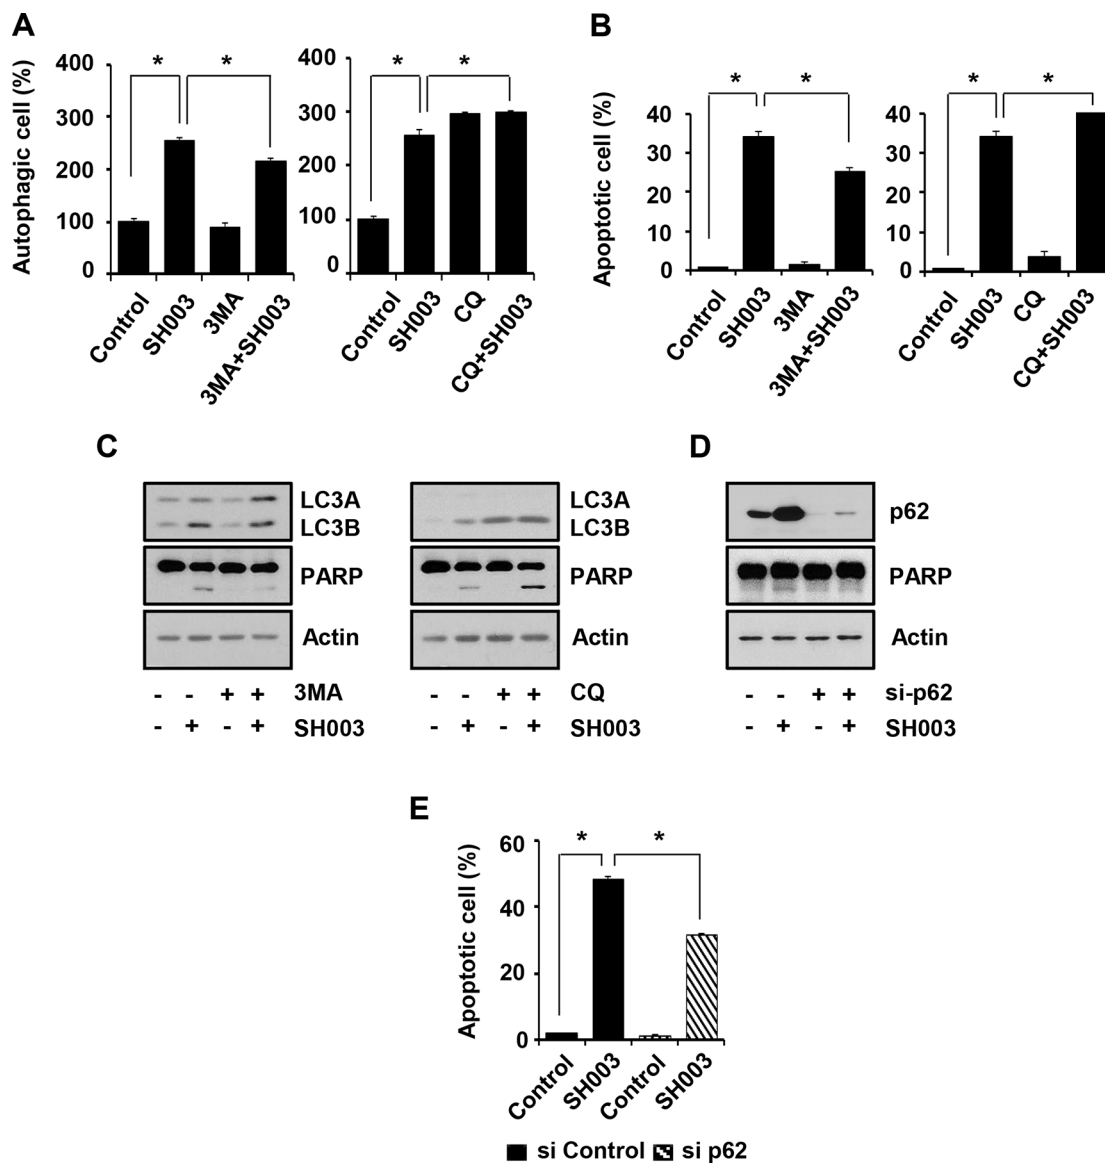 A
B
Autophagic cell (%)
400
300
200
100
0
* *
Control
SH003
3MA
3MA+SH003
400
300
200
100
0
* *
Control
SH003
CQ
CQ+SH003
Apoptotic cell (%)
40
30
20
10
0
* *
Control
SH003
3MA
3MA+SH003
40
30
20
10
0
* *
Control
SH003
CQ
CQ+SH003
C
LC3A
LC3B
PARP
Actin
- - + + 3MA
- + - + SH003
LC3A
LC3B
PARP
Actin
- - + + CQ
- + - + SH003
D
p62
PARP
Actin
- - + + si-p62
- + - + SH003
E
Apoptotic cell (%)
60
40
20
0
* *
Control
SH003
Control
SH003
si Control si p62